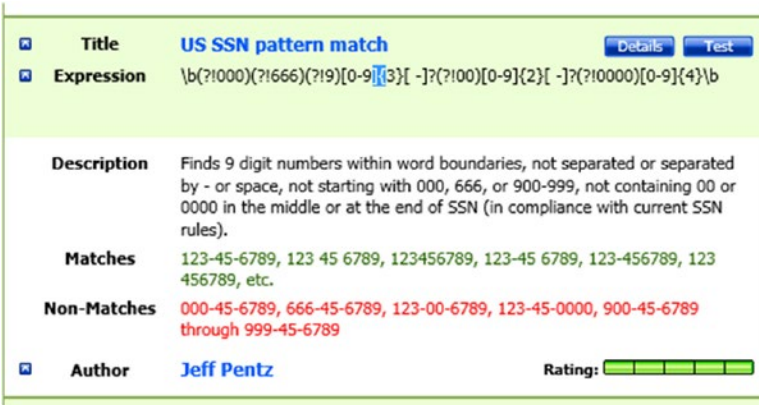 Title US SSN pattern match Details Test
Expression \b(?!000)(?!666)(?!9)[0-9]{3}[ -]?(?!00)[0-9]{2}[ -]?(?!0000)[0-9]{4}\b
Description Finds 9 digit numbers within word boundaries, not separated or separated
by - or space, not starting with 000, 666, or 900-999, not containing 00 or
0000 in the middle or at the end of SSN (in compliance with current SSN
rules).
Matches 123-45-6789, 123 45 6789, 123456789, 123-45 6789, 123-456789, 123
456789, etc.
Non-Matches 000-45-6789, 666-45-6789, 123-00-6789, 123-45-0000, 900-45-6789
through 999-45-6789
Author Jeff Pentz Rating: